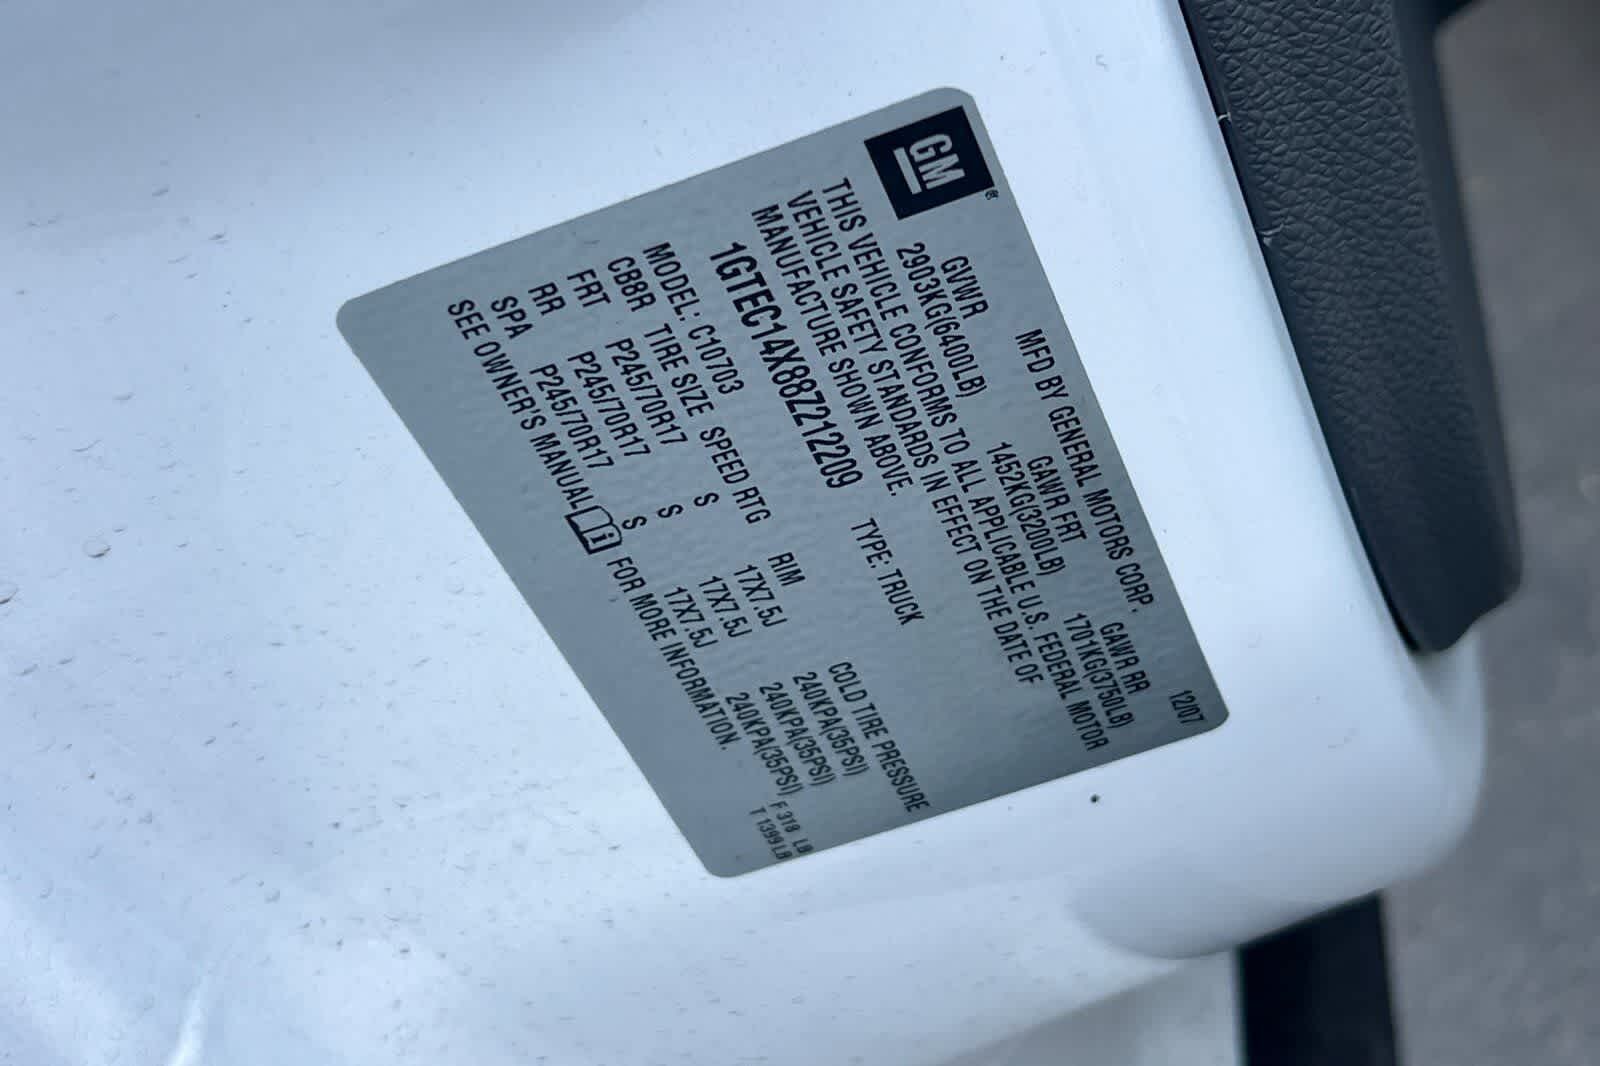 GM ®
MFD BY GENERAL MOTORS CORP. 12/07
GVWR GAWR FRT GAWR RR
2903KG(6400LB) 1452KG(3200LB) 1701KG(3750LB)
THIS VEHICLE CONFORMS TO ALL APPLICABLE U.S. FEDERAL MOTOR
VEHICLE SAFETY STANDARDS IN EFFECT ON THE DATE OF
MANUFACTURE SHOWN ABOVE.
1GTEC14X88Z212209 TYPE: TRUCK
MODEL: C10703
CB8R TIRE SIZE SPEED RTG RIM COLD TIRE PRESSURE
FRT P245/70R17 S 17X7.5J 240KPA(35PSI)
RR P245/70R17 S 17X7.5J 240KPA(35PSI)
SPA P245/70R17 S 17X7.5J 240KPA(35PSI)
SEE OWNER'S MANUAL FOR MORE INFORMATION.
F 318 LB
T 1399LB